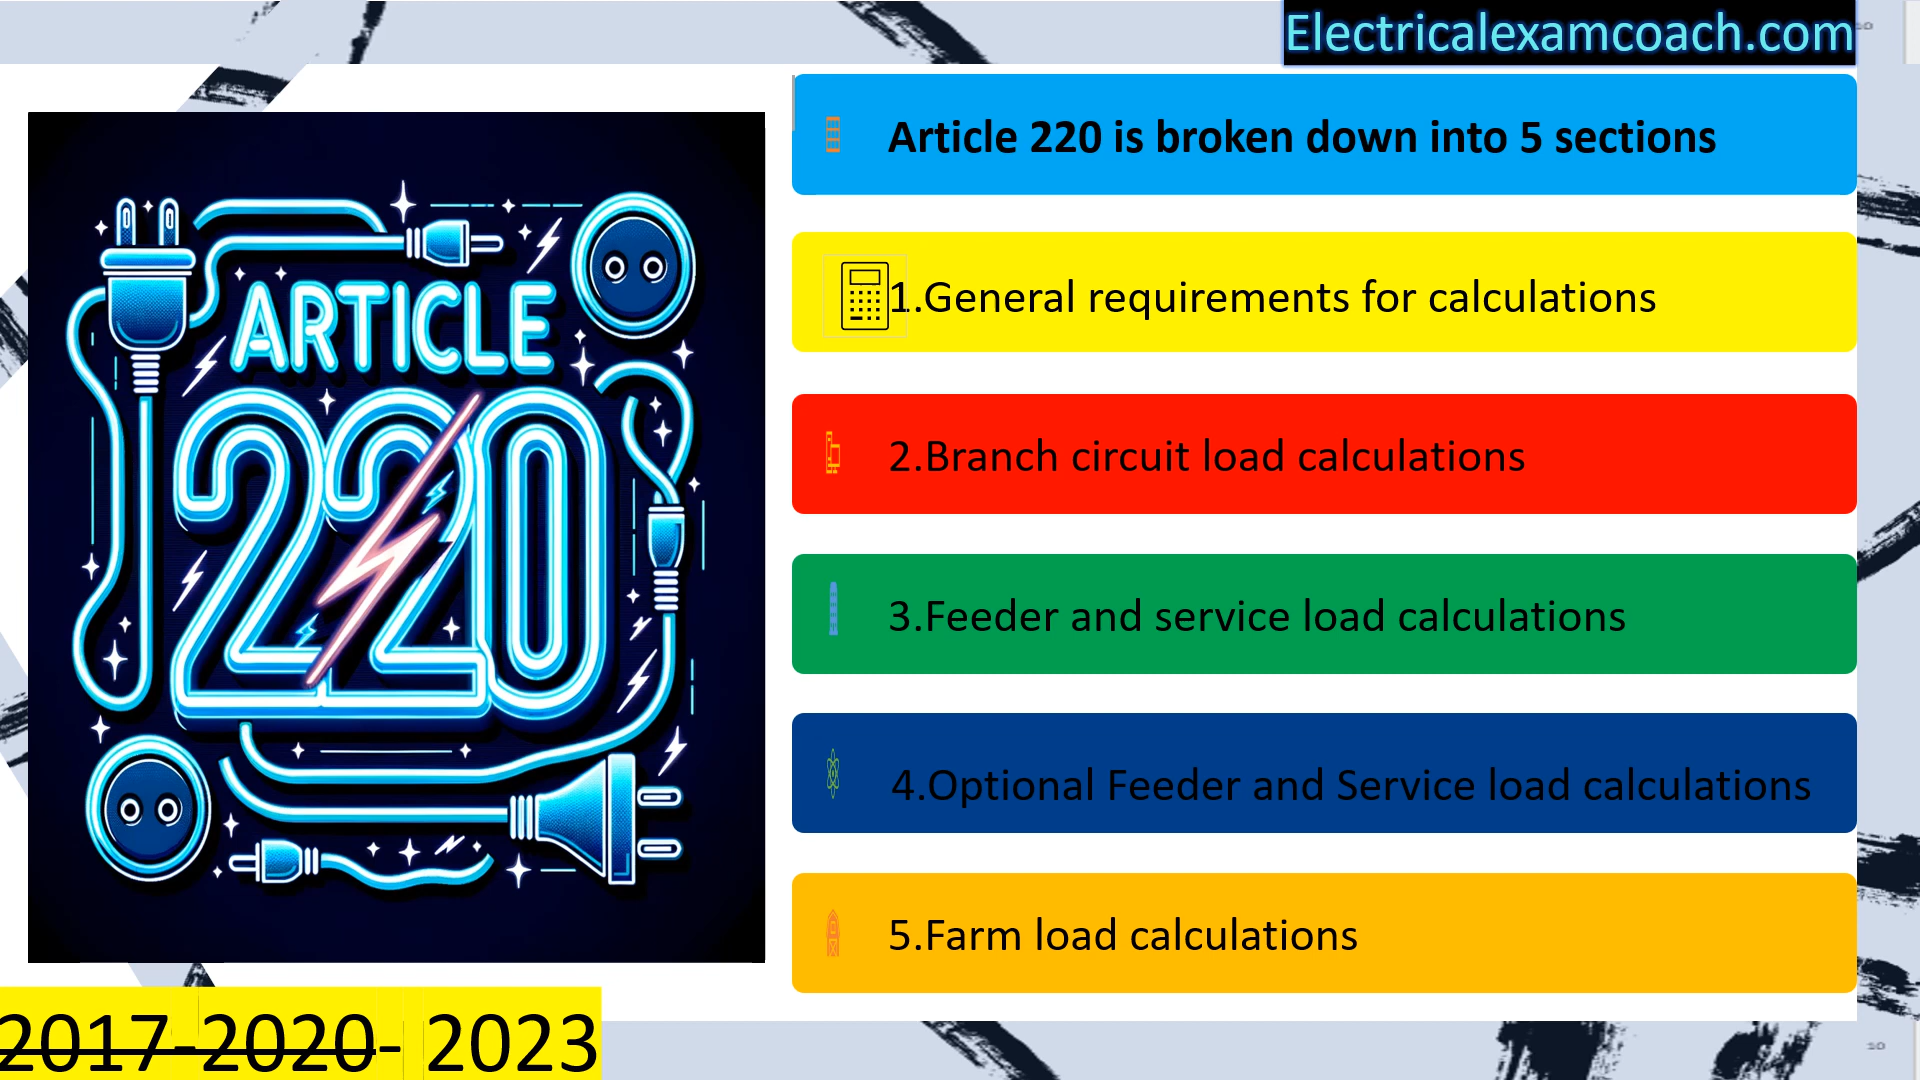 Electricalexamcoach.com
Article 220 is broken down into 5 sections
ARTICLE
220
1.General requirements for calculations
2.Branch circuit load calculations
3.Feeder and service load calculations
4.Optional Feeder and Service load calculations
5.Farm load calculations
2017-2020- 2023
10